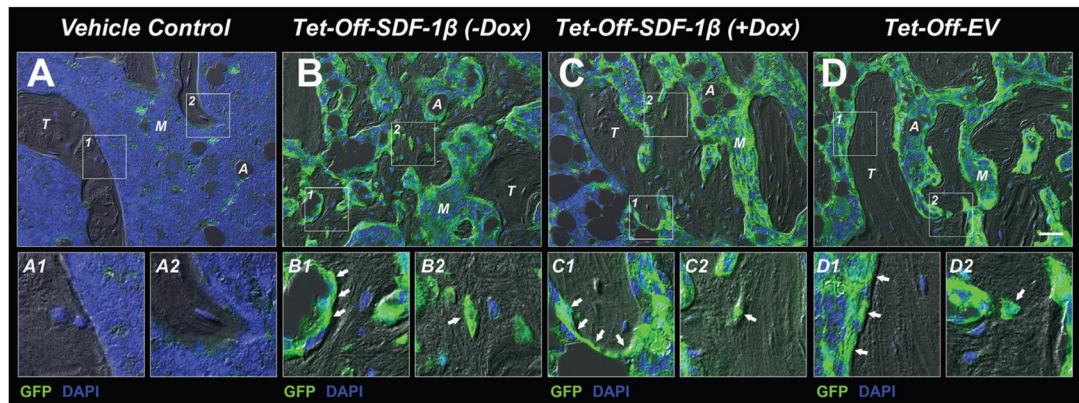 Vehicle Control
Tet-Off-SDF-1β (-Dox)
Tet-Off-SDF-1β (+Dox)
Tet-Off-EV
A
T
1
2
M
A
B
A
2
1
M
T
C
2
A
T
M
1
D
1
A
T
M
2
A1
A2
B1
B2
C1
C2
D1
D2
GFP DAPI
GFP DAPI
GFP DAPI
GFP DAPI